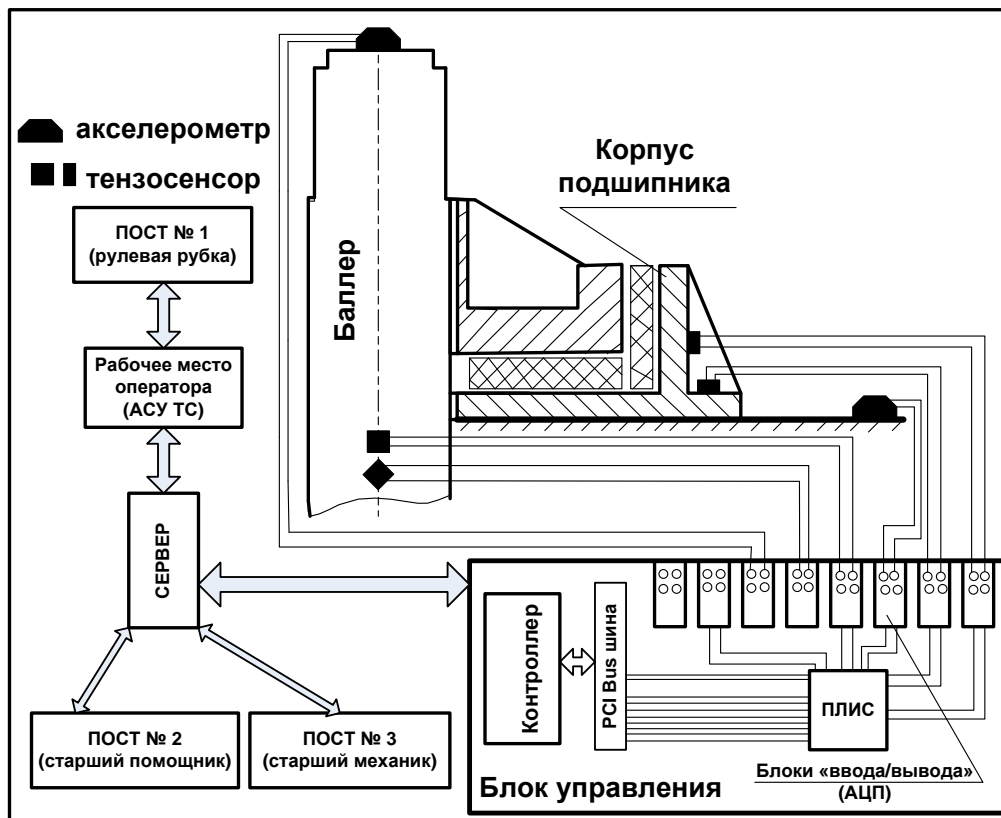 акселерометр
тензосенсор
Корпус
подшипника
Баллер
ПОСТ № 1
(рулевая рубка)
Рабочее место
оператора
(АСУ ТС)
СЕРВЕР
ПОСТ № 2
(старший помощник)
ПОСТ № 3
(старший механик)
Контроллер
PCI Bus шина
ПЛИС
Блоки «ввода/вывода»
(АЦП)
Блок управления